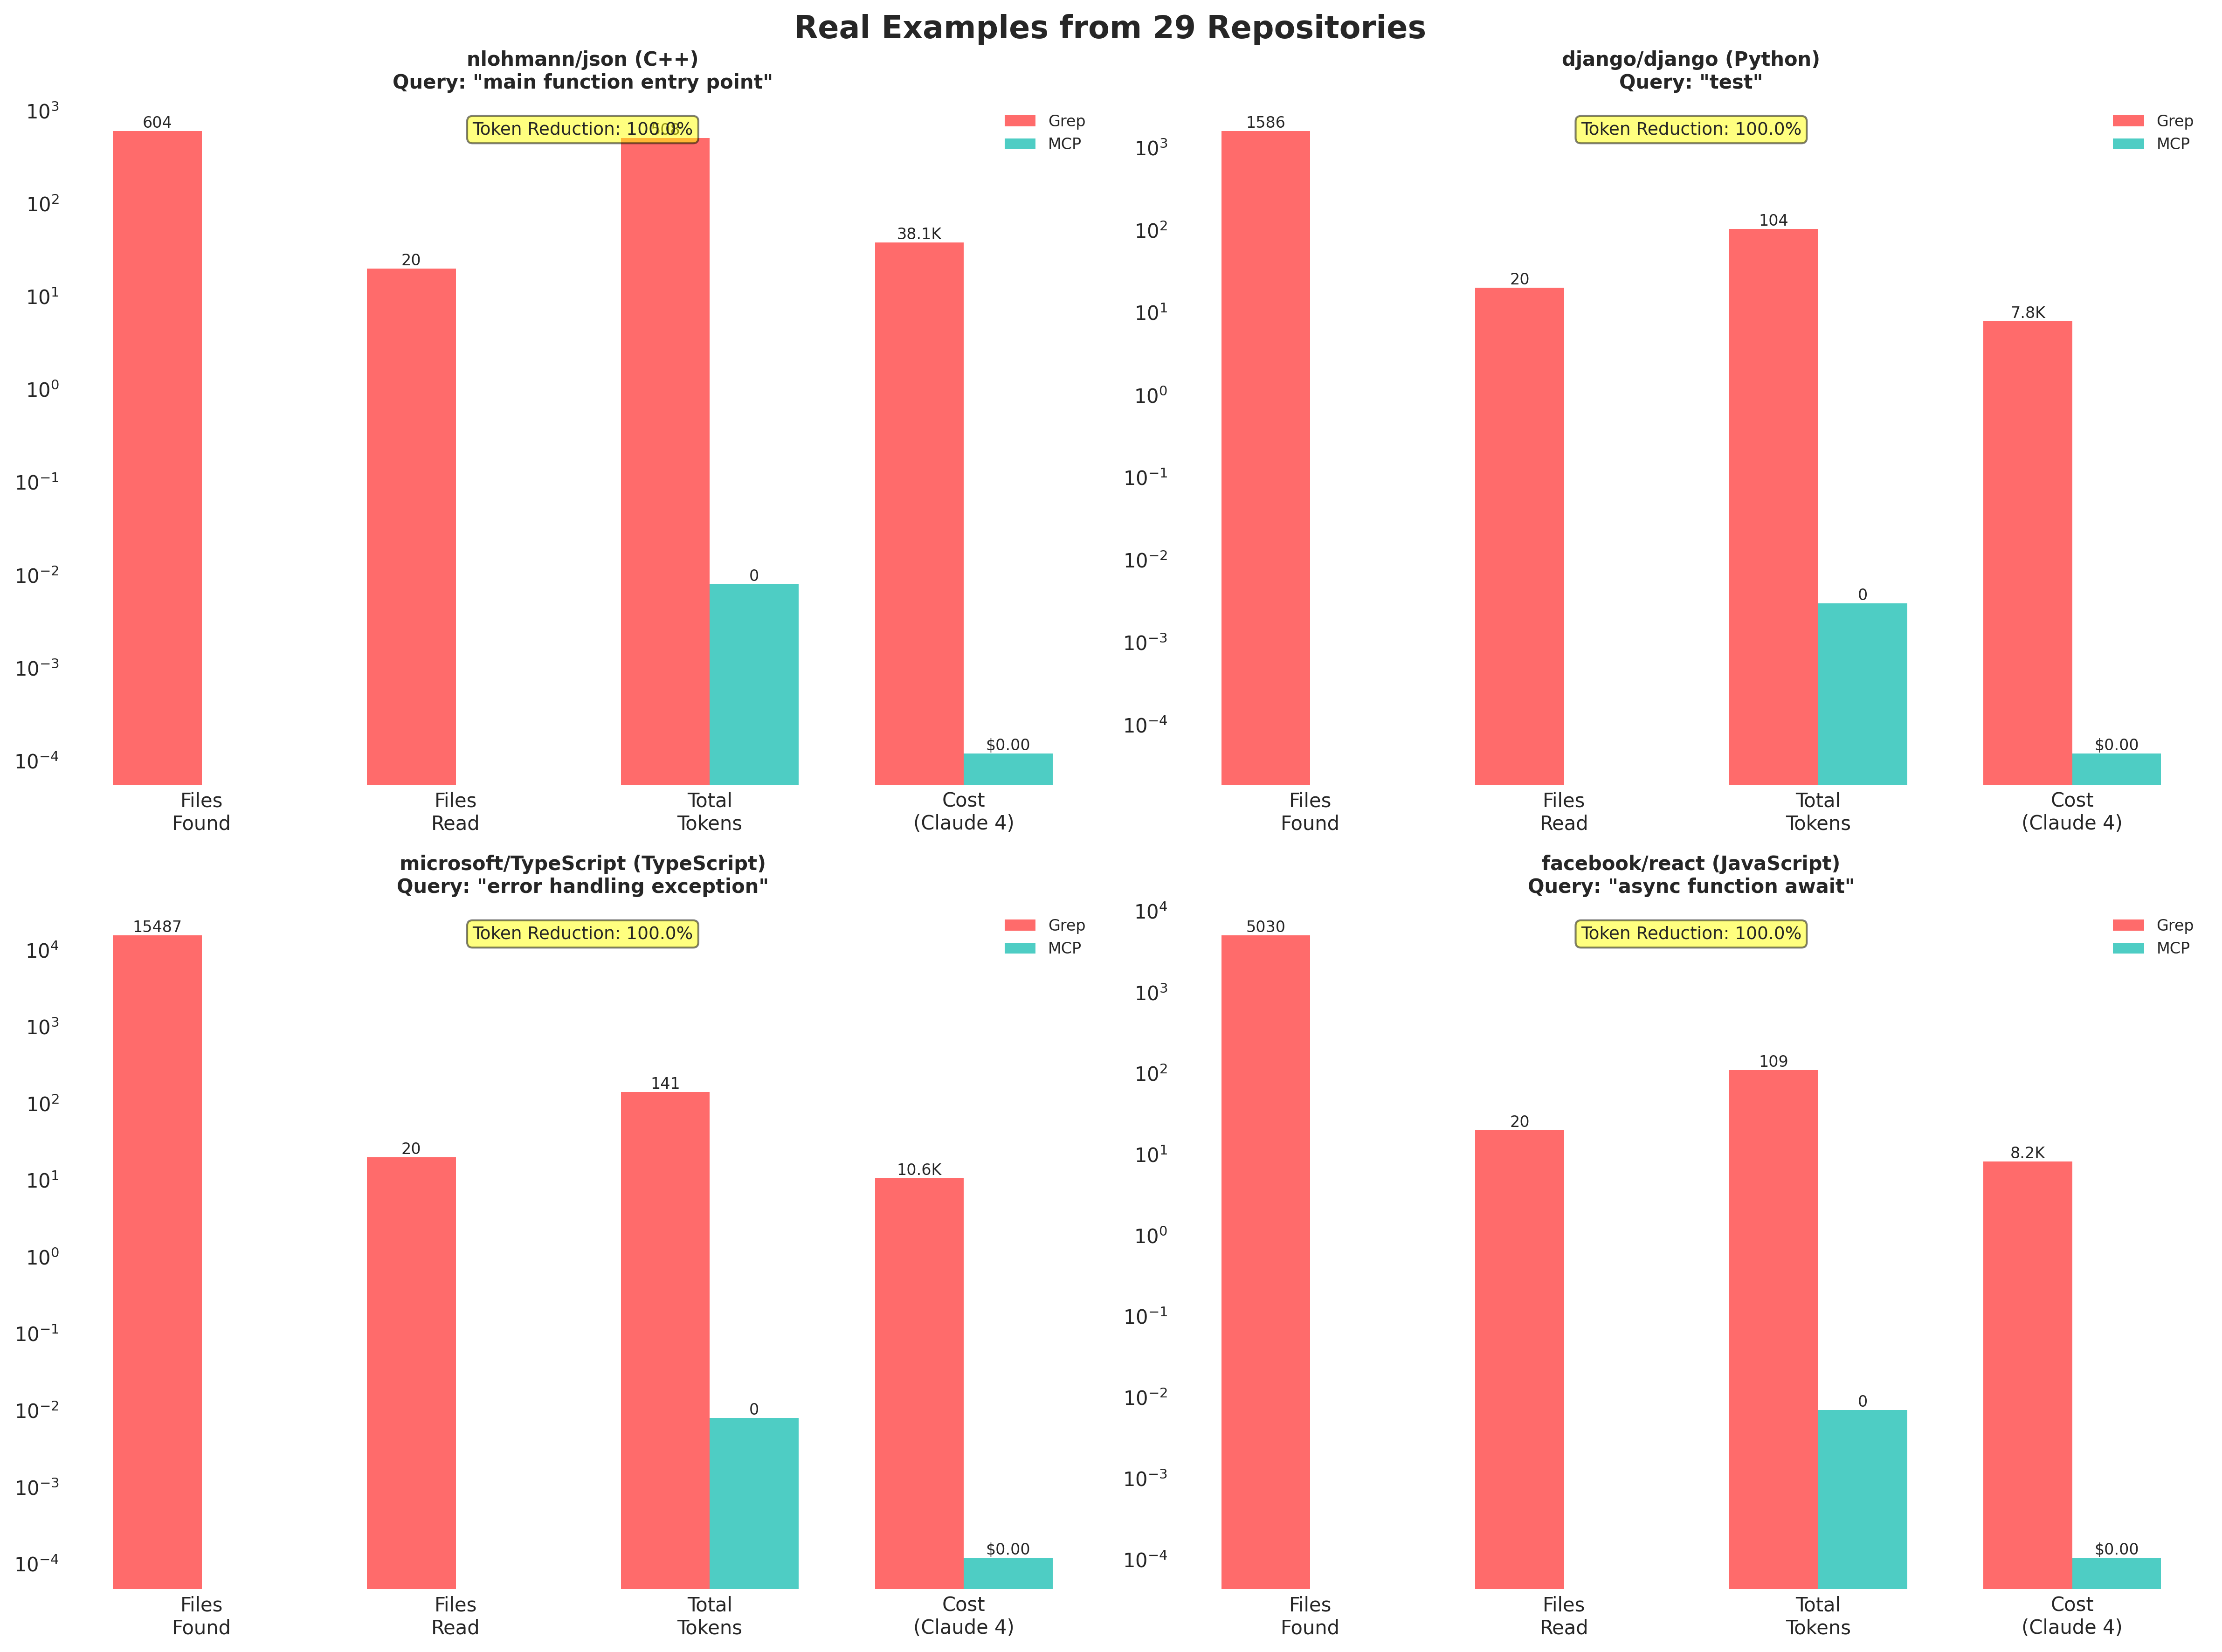 Real Examples from 29 Repositories
nlohmann/json (C++)
Query: "main function entry point"
Token Reduction: 100.0%
Grep
MCP
10³
10²
10¹
10⁰
10⁻¹
10⁻²
10⁻³
10⁻⁴
604
20
0
38.1K
$0.00
Files
Found
Files
Read
Total
Tokens
Cost
(Claude 4)
django/django (Python)
Query: "test"
Token Reduction: 100.0%
Grep
MCP
10³
10²
10¹
10⁰
10⁻¹
10⁻²
10⁻³
10⁻⁴
1586
20
104
0
7.8K
$0.00
Files
Found
Files
Read
Total
Tokens
Cost
(Claude 4)
microsoft/TypeScript (TypeScript)
Query: "error handling exception"
Token Reduction: 100.0%
Grep
MCP
10⁴
10³
10²
10¹
10⁰
10⁻¹
10⁻²
10⁻³
10⁻⁴
15487
20
141
0
10.6K
$0.00
Files
Found
Files
Read
Total
Tokens
Cost
(Claude 4)
facebook/react (JavaScript)
Query: "async function await"
Token Reduction: 100.0%
Grep
MCP
10⁴
10³
10²
10¹
10⁰
10⁻¹
10⁻²
10⁻³
10⁻⁴
5030
20
109
0
8.2K
$0.00
Files
Found
Files
Read
Total
Tokens
Cost
(Claude 4)